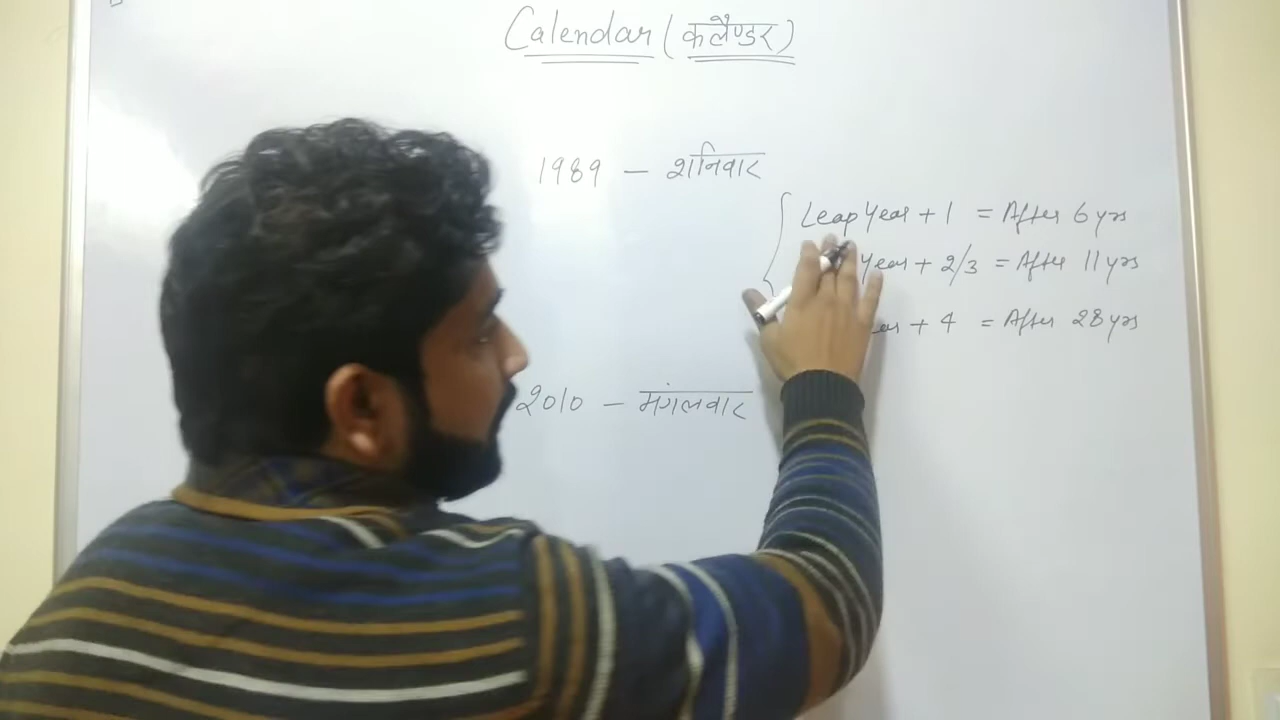 Calendar (कलैण्डर)
1989 – शनिवार
Leap Year + 1 = After 6 yrs
Year + 2/3 = After 11 yrs
+ 4 = After 28 yrs
2010 – मंगलवार